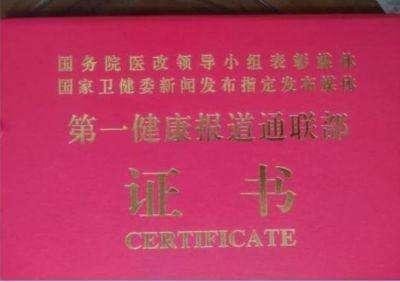 国务院医改领导小组表彰媒体
国家卫健委新闻发布指定发布媒体
第一健康报道通联部
证书
CERTIFICATE